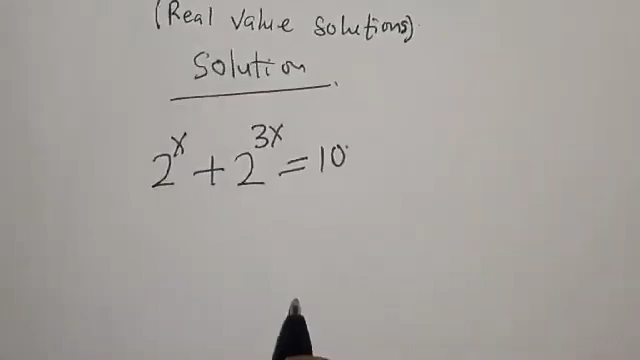 (Real value solutions)
Solution
2^x + 2^{3x} = 10